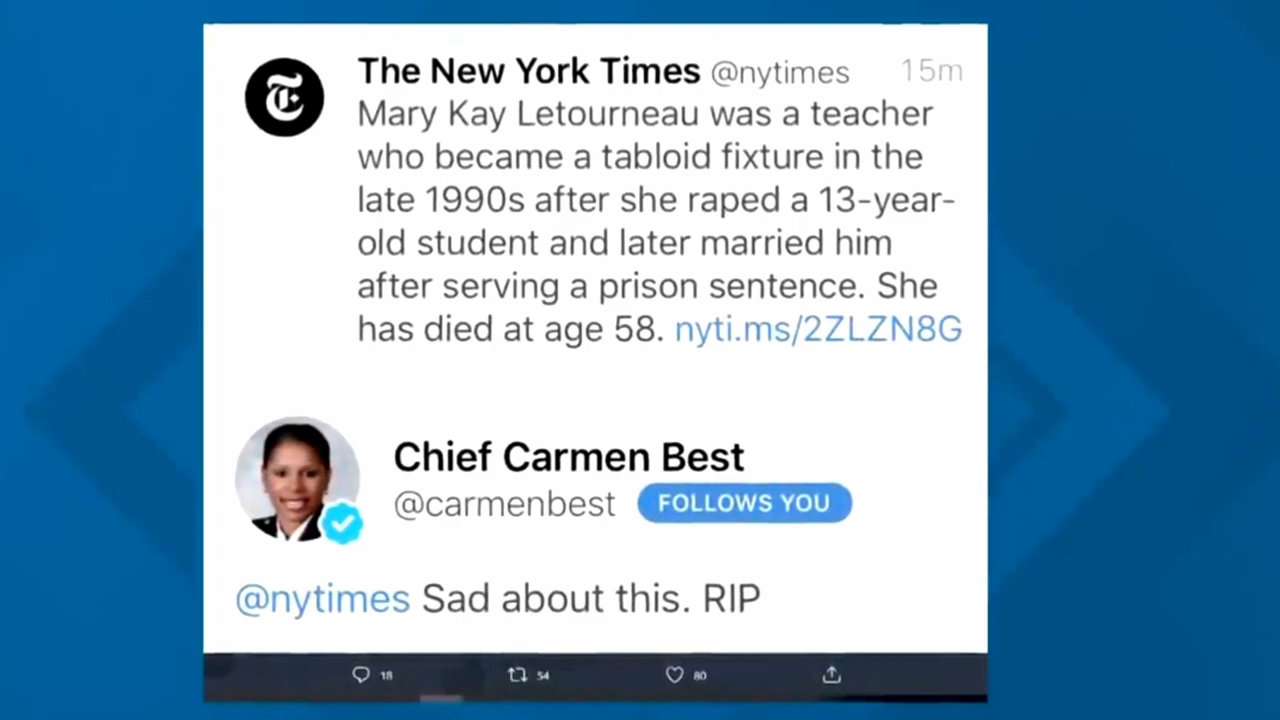 The New York Times @nytimes 15m
Mary Kay Letourneau was a teacher
who became a tabloid fixture in the
late 1990s after she raped a 13-year-
old student and later married him
after serving a prison sentence. She
has died at age 58. nyti.ms/2ZLZN8G
Chief Carmen Best
@carmenbest FOLLOWS YOU
@nytimes Sad about this. RIP
18 54 80